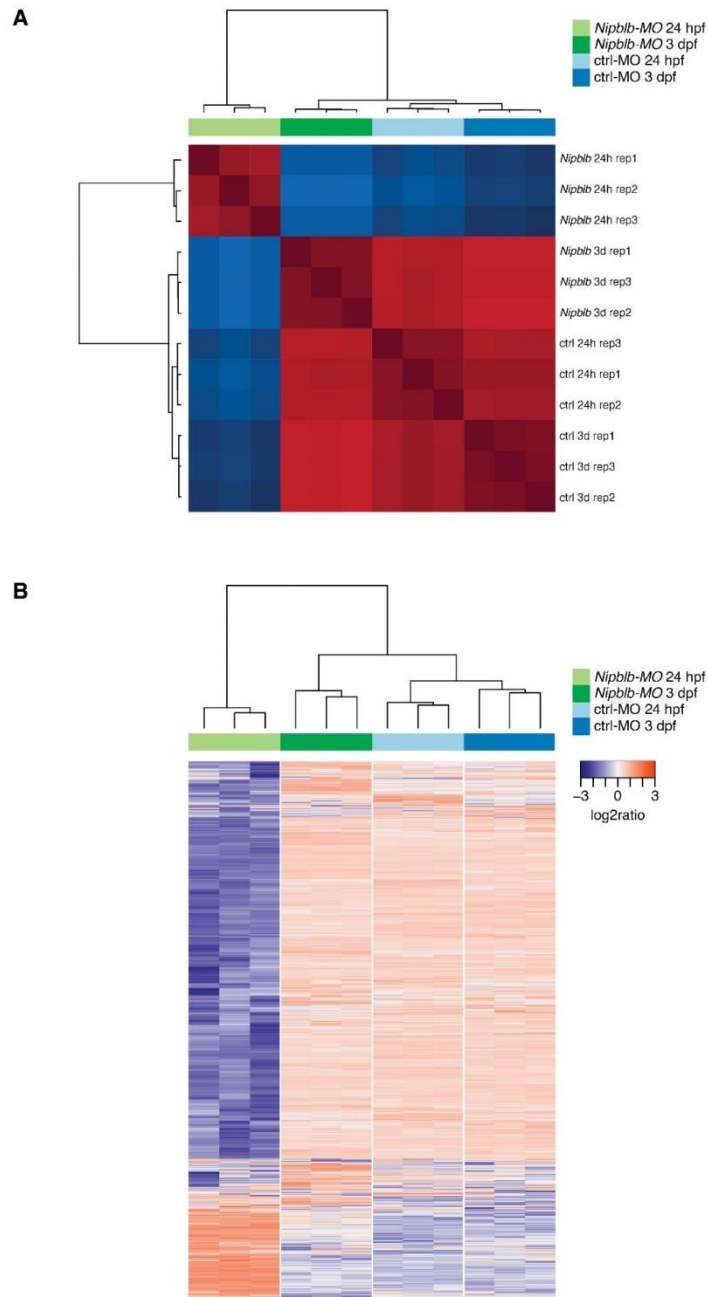 A
Nipblb-MO 24 hpf
Nipblb-MO 3 dpf
ctrl-MO 24 hpf
ctrl-MO 3 dpf
Nipblb 24h rep1
Nipblb 24h rep2
Nipblb 24h rep3
Nipblb 3d rep1
Nipblb 3d rep3
Nipblb 3d rep2
ctrl 24h rep3
ctrl 24h rep1
ctrl 24h rep2
ctrl 3d rep1
ctrl 3d rep3
ctrl 3d rep2
B
Nipblb-MO 24 hpf
Nipblb-MO 3 dpf
ctrl-MO 24 hpf
ctrl-MO 3 dpf
−3 0 3
log2ratio